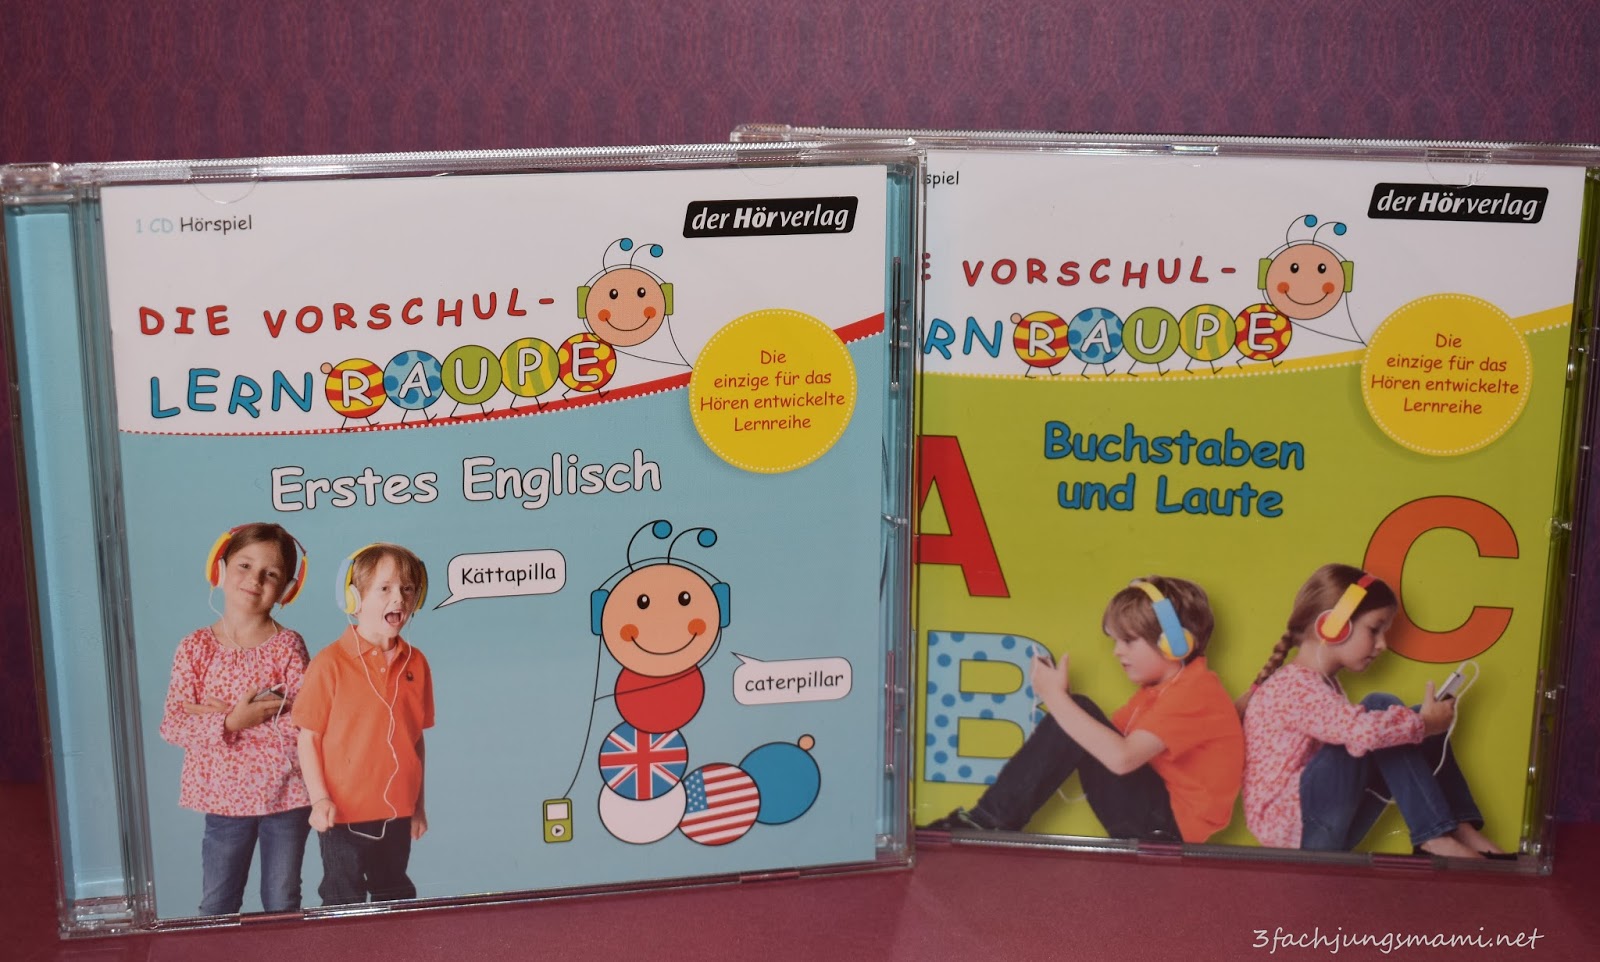 1 CD Hörspiel
der Hörverlag
DIE VORSCHUL-
LERNRAUPE
Die
einzige für das
Hören entwickelte
Lernreihe
Erstes Englisch
Kättapilla
caterpillar
spiel
der Hörverlag
E VORSCHUL-
RNRAUPE
Die
einzige für das
Hören entwickelte
Lernreihe
Buchstaben
und Laute
A
C
B
3fachjungsmami.net